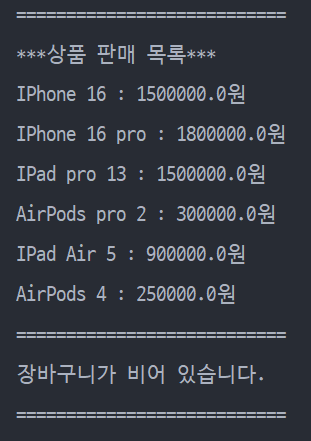 ===========================
***상품 판매 목록***
IPhone 16 : 1500000.0원
IPhone 16 pro : 1800000.0원
IPad pro 13 : 1500000.0원
AirPods pro 2 : 300000.0원
IPad Air 5 : 900000.0원
AirPods 4 : 250000.0원
===========================
장바구니가 비어 있습니다.
===========================